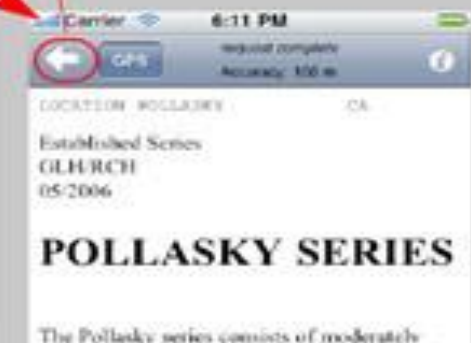 Carrier 6:11 PM
GPS request complete
Accuracy: 100 m
LOCATION POLLASKY CA
Established Series
GLH/RCH
05/2006
POLLASKY SERIES
The Pollasky series consists of moderately